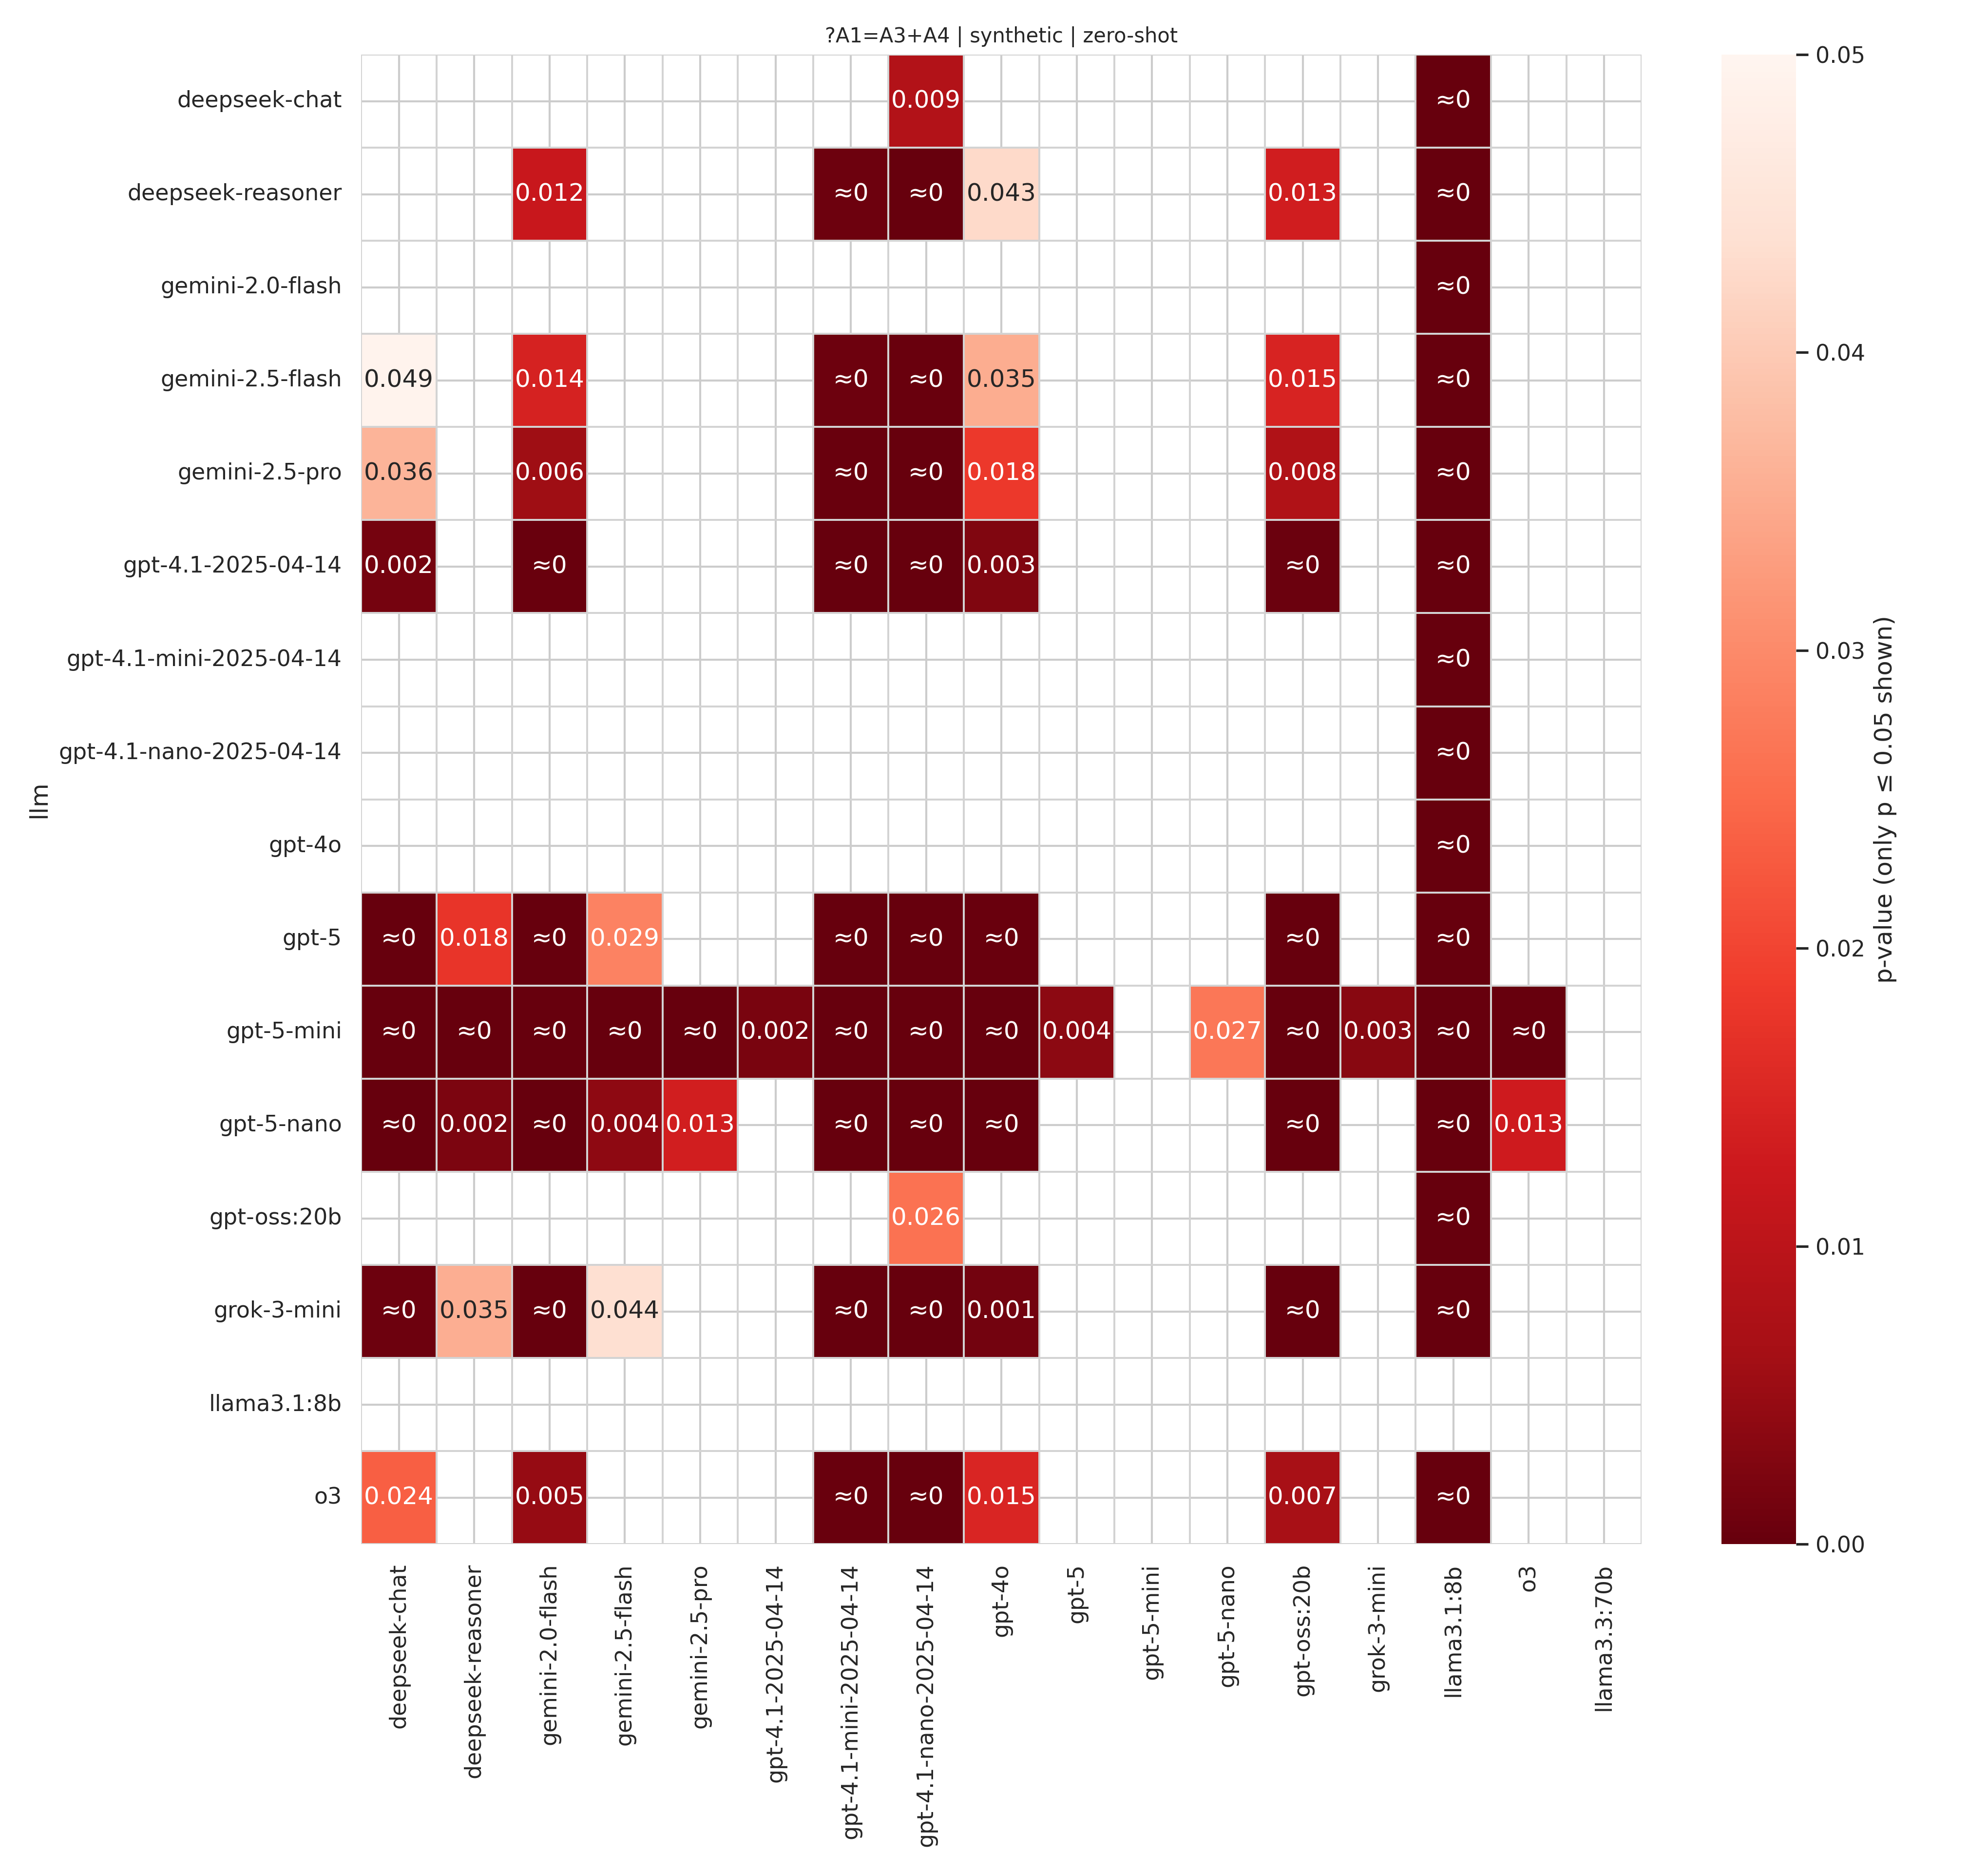 ?A1=A3+A4 | synthetic | zero-shot
deepseek-chat 0.009 ≈0
deepseek-reasoner 0.012 ≈0 ≈0 0.043 0.013 ≈0
gemini-2.0-flash ≈0
gemini-2.5-flash 0.049 0.014 ≈0 ≈0 0.035 0.015 ≈0
gemini-2.5-pro 0.036 0.006 ≈0 ≈0 0.018 0.008 ≈0
gpt-4.1-2025-04-14 0.002 ≈0 ≈0 ≈0 0.003 ≈0 ≈0
gpt-4.1-mini-2025-04-14 ≈0
gpt-4.1-nano-2025-04-14 ≈0
gpt-4o ≈0
gpt-5 ≈0 0.018 ≈0 0.029 ≈0 ≈0 ≈0 ≈0 ≈0
gpt-5-mini ≈0 ≈0 ≈0 ≈0 ≈0 0.002 ≈0 ≈0 ≈0 0.004 0.027 ≈0 0.003 ≈0 ≈0
gpt-5-nano ≈0 0.002 ≈0 0.004 0.013 ≈0 ≈0 ≈0 ≈0 ≈0 0.013
gpt-oss:20b 0.026 ≈0
grok-3-mini ≈0 0.035 ≈0 0.044 ≈0 ≈0 0.001 ≈0 ≈0
llama3.1:8b
o3 0.024 0.005 ≈0 ≈0 0.015 0.007 ≈0
llm
deepseek-chat
deepseek-reasoner
gemini-2.0-flash
gemini-2.5-flash
gemini-2.5-pro
gpt-4.1-2025-04-14
gpt-4.1-mini-2025-04-14
gpt-4.1-nano-2025-04-14
gpt-4o
gpt-5
gpt-5-mini
gpt-5-nano
gpt-oss:20b
grok-3-mini
llama3.1:8b
o3
llama3.3:70b
0.05
0.04
0.03
0.02
0.01
0.00
p-value (only p ≤ 0.05 shown)